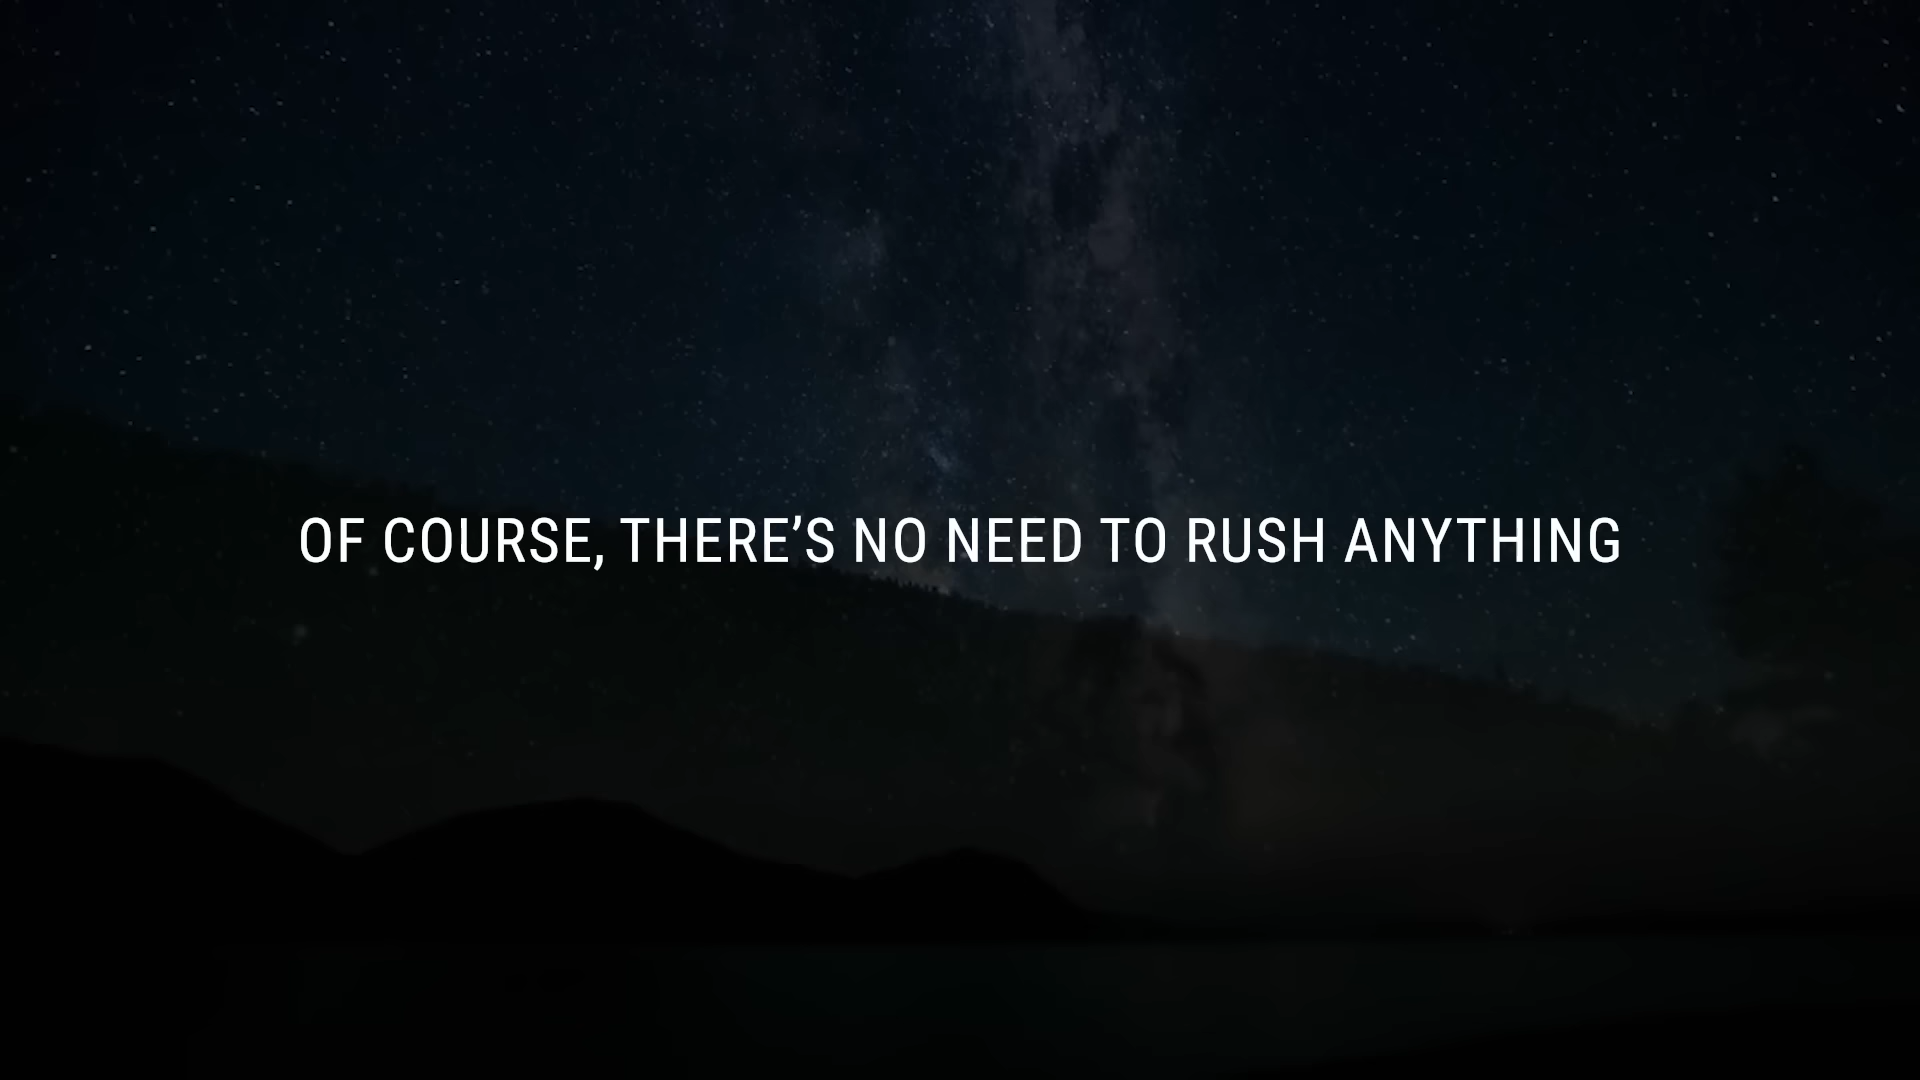 OF COURSE, THERE’S NO NEED TO RUSH ANYTHING